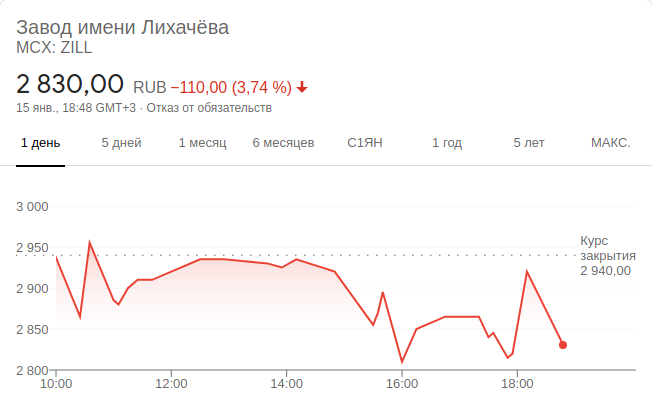 Завод имени Лихачёва
MCX: ZILL
2 830,00 RUB −110,00 (3,74 %)
15 янв., 18:48 GMT+3 · Отказ от обязательств
1 день 5 дней 1 месяц 6 месяцев С1ЯН 1 год 5 лет МАКС.
3 000
2 950
2 900
2 850
2 800
Курс
закрытия
2 940,00
10:00 12:00 14:00 16:00 18:00